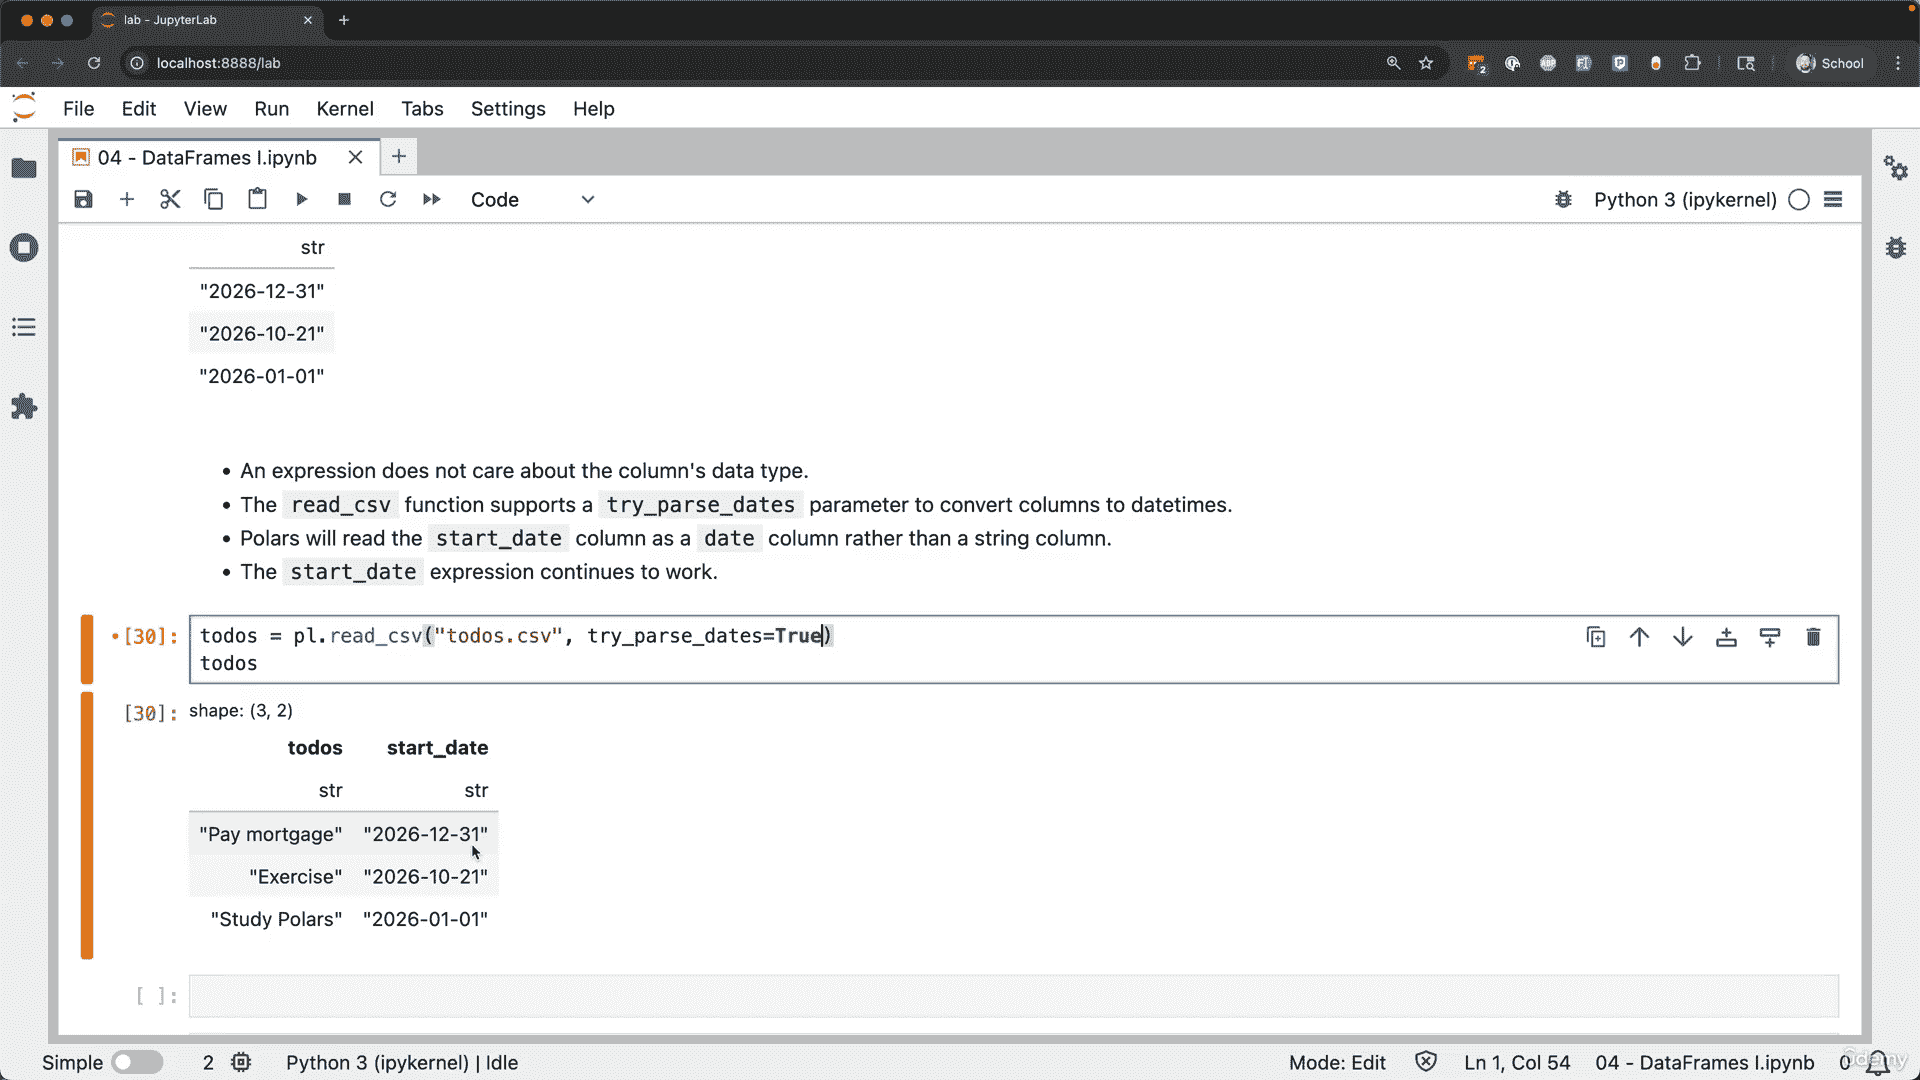 lab - JupyterLab
localhost:8888/lab
2
School
File Edit View Run Kernel Tabs Settings Help
04 - DataFrames I.ipynb
Code
Python 3 (ipykernel)
str
"2026-12-31"
"2026-10-21"
"2026-01-01"
• An expression does not care about the column's data type.
• The read_csv function supports a try_parse_dates parameter to convert columns to datetimes.
• Polars will read the start_date column as a date column rather than a string column.
• The start_date expression continues to work.
[30]: todos = pl.read_csv("todos.csv", try_parse_dates=True)
todos
[30]: shape: (3, 2)
todos start_date
str str
"Pay mortgage" "2026-12-31"
"Exercise" "2026-10-21"
"Study Polars" "2026-01-01"
[ ]:
Simple 2 Python 3 (ipykernel) | Idle Mode: Edit Ln 1, Col 54 04 - DataFrames I.ipynb 0
Udemy